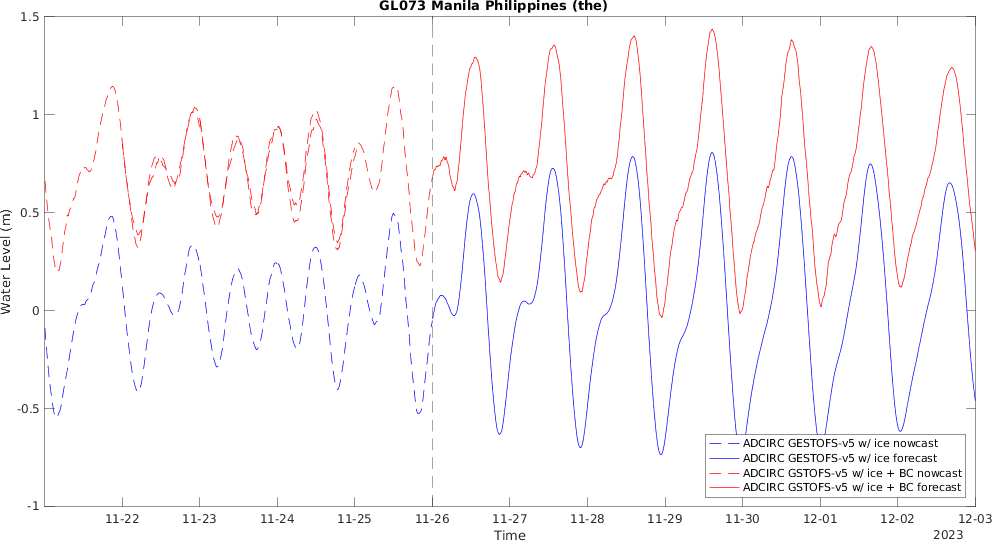 GL073 Manila Philippines (the)
1.5
1
0.5
0
-0.5
-1
Water Level (m)
11-22 11-23 11-24 11-25 11-26 11-27 11-28 11-29 11-30 12-01 12-02 12-03
Time
2023
ADCIRC GESTOFS-v5 w/ ice nowcast
ADCIRC GESTOFS-v5 w/ ice forecast
ADCIRC GSTOFS-v5 w/ ice + BC nowcast
ADCIRC GSTOFS-v5 w/ ice + BC forecast